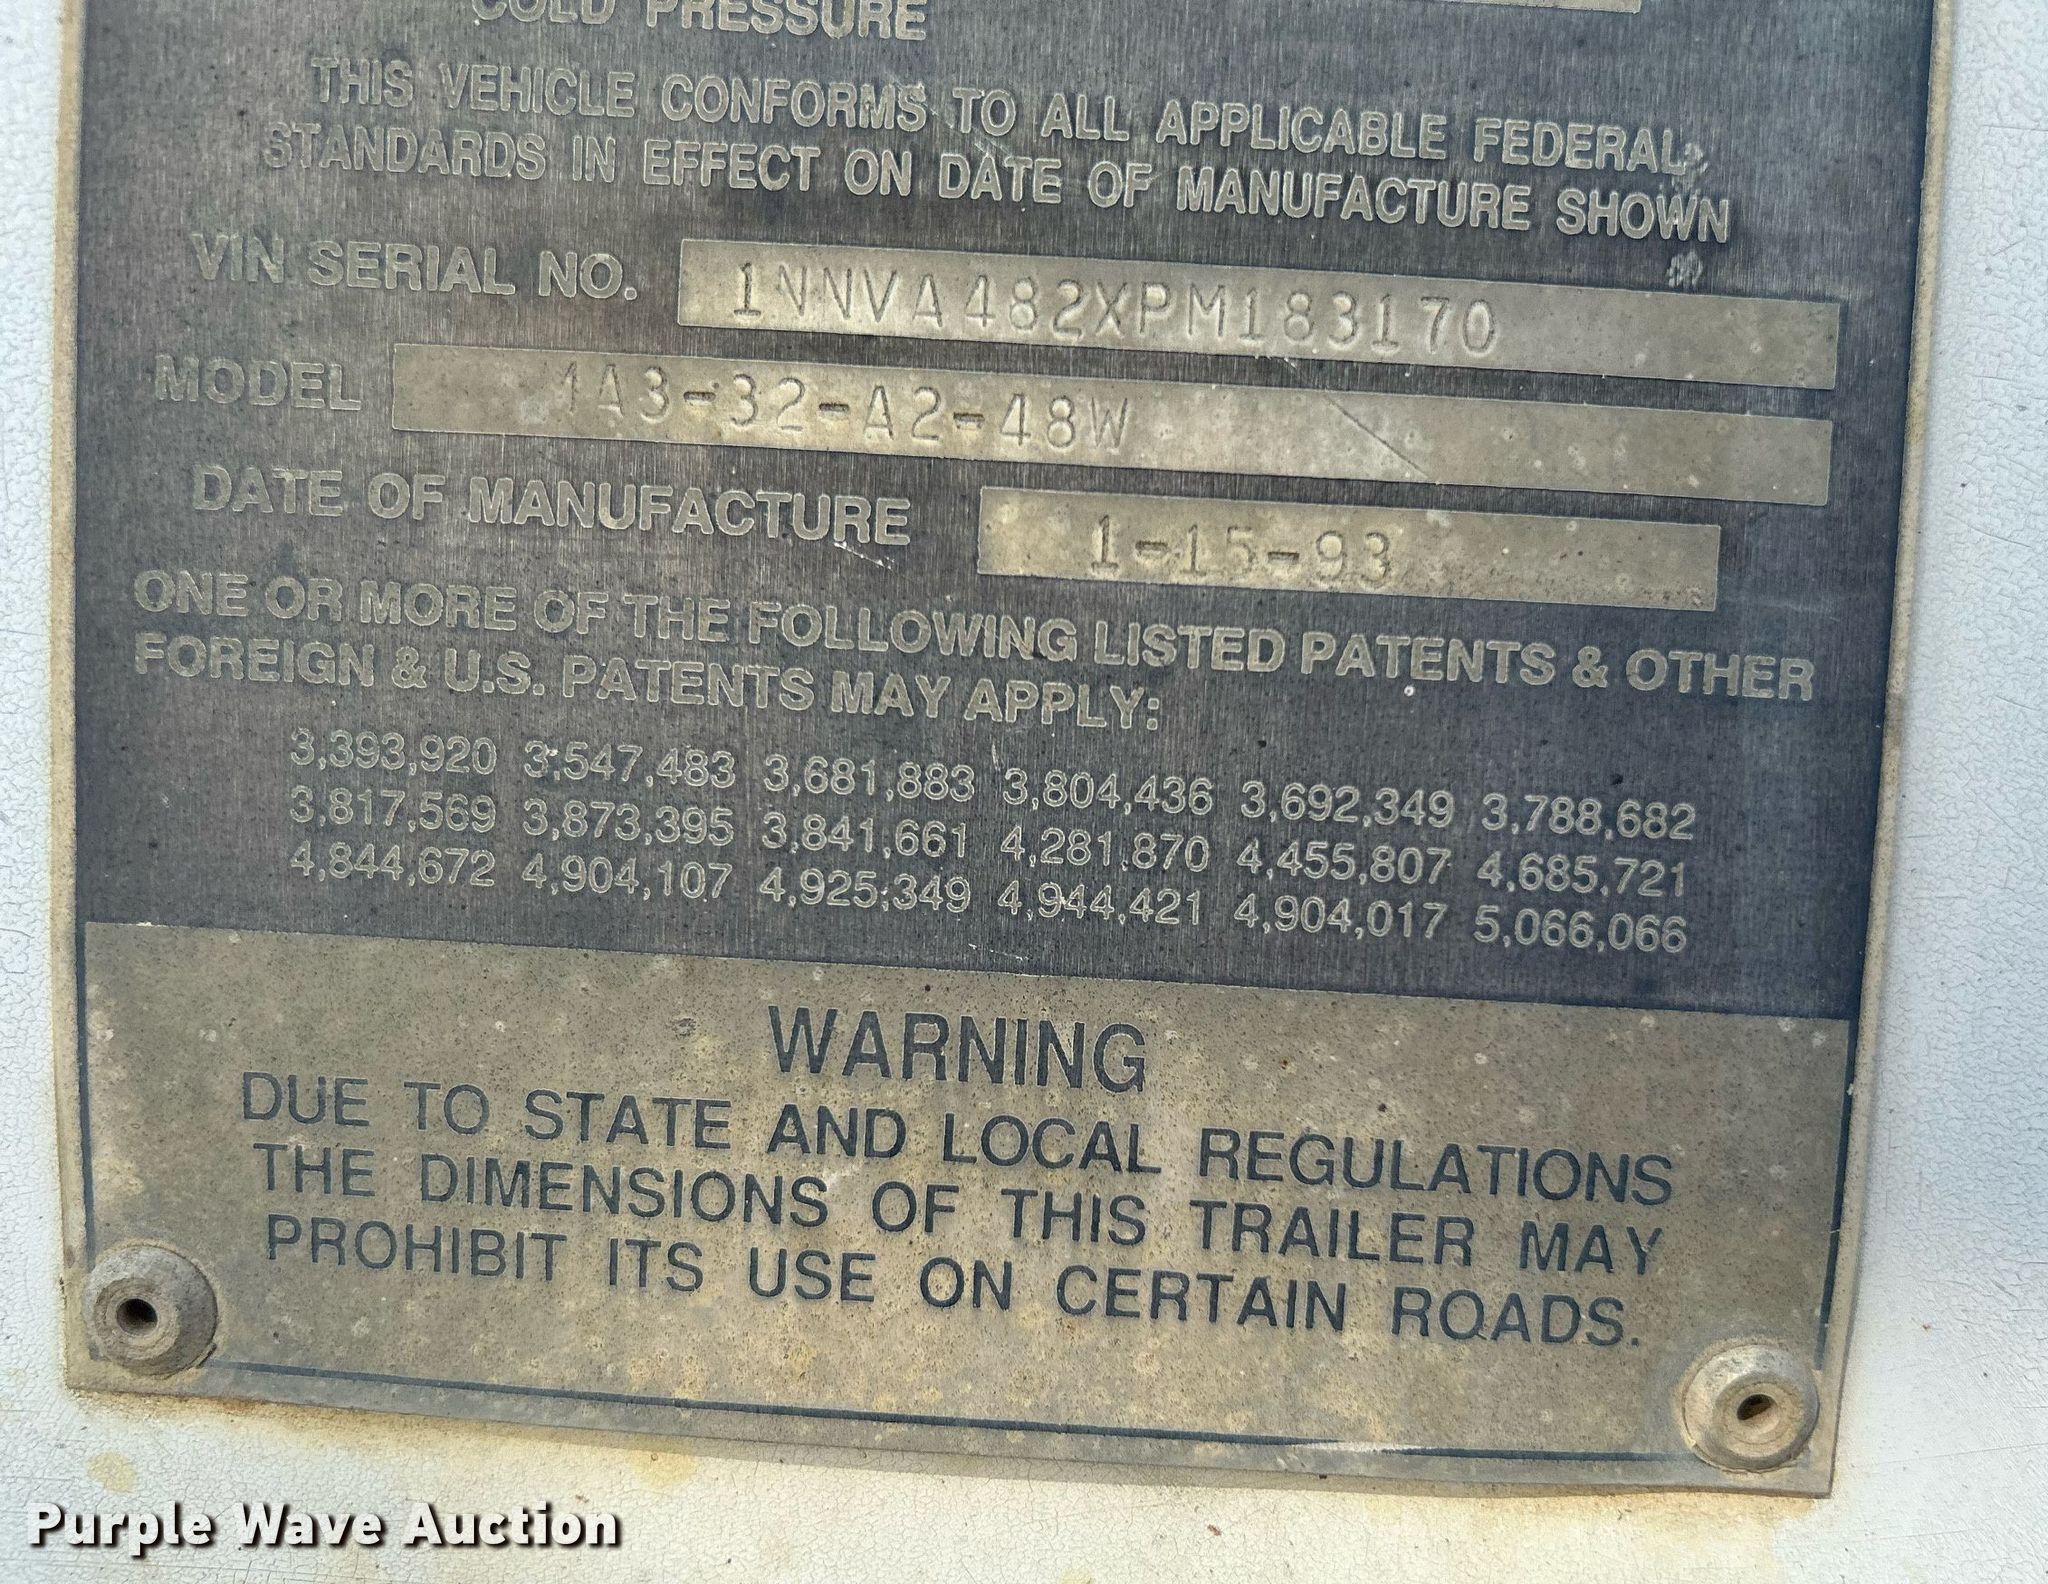 COLD PRESSURE
THIS VEHICLE CONFORMS TO ALL APPLICABLE FEDERAL
STANDARDS IN EFFECT ON DATE OF MANUFACTURE SHOWN
VIN SERIAL NO. 1NNVA482XPM183170
MODEL 1A3-32-A2-48W
DATE OF MANUFACTURE 1-15-93
ONE OR MORE OF THE FOLLOWING LISTED PATENTS & OTHER
FOREIGN & U.S. PATENTS MAY APPLY:
3,393,920 3,547,483 3,681,883 3,804,436 3,692,349 3,788,682
3,817,569 3,873,395 3,841,661 4,281,870 4,455,807 4,685,721
4,844,672 4,904,107 4,925,349 4,944,421 4,904,017 5,066,066
WARNING
DUE TO STATE AND LOCAL REGULATIONS
THE DIMENSIONS OF THIS TRAILER MAY
PROHIBIT ITS USE ON CERTAIN ROADS.
Purple Wave Auction